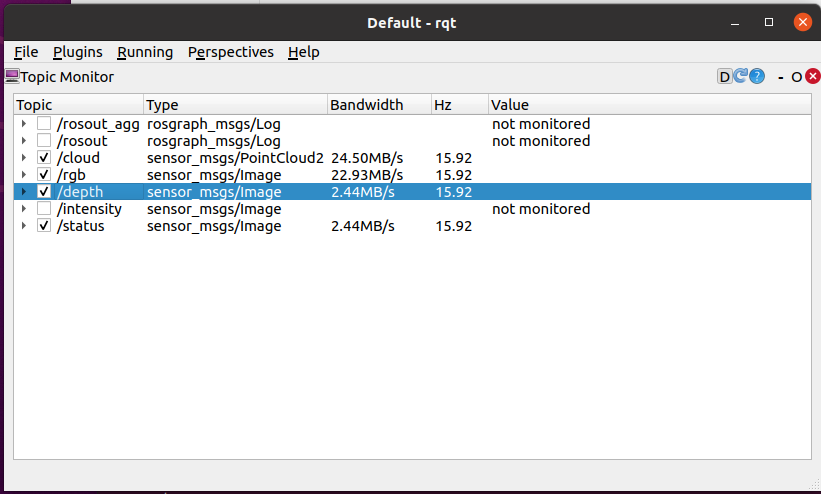 Default - rqt
File Plugins Running Perspectives Help
Topic Monitor D ? - O
Topic Type Bandwidth Hz Value
/rosout_agg rosgraph_msgs/Log not monitored
/rosout rosgraph_msgs/Log not monitored
/cloud sensor_msgs/PointCloud2 24.50MB/s 15.92
/rgb sensor_msgs/Image 22.93MB/s 15.92
/depth sensor_msgs/Image 2.44MB/s 15.92
/intensity sensor_msgs/Image not monitored
/status sensor_msgs/Image 2.44MB/s 15.92